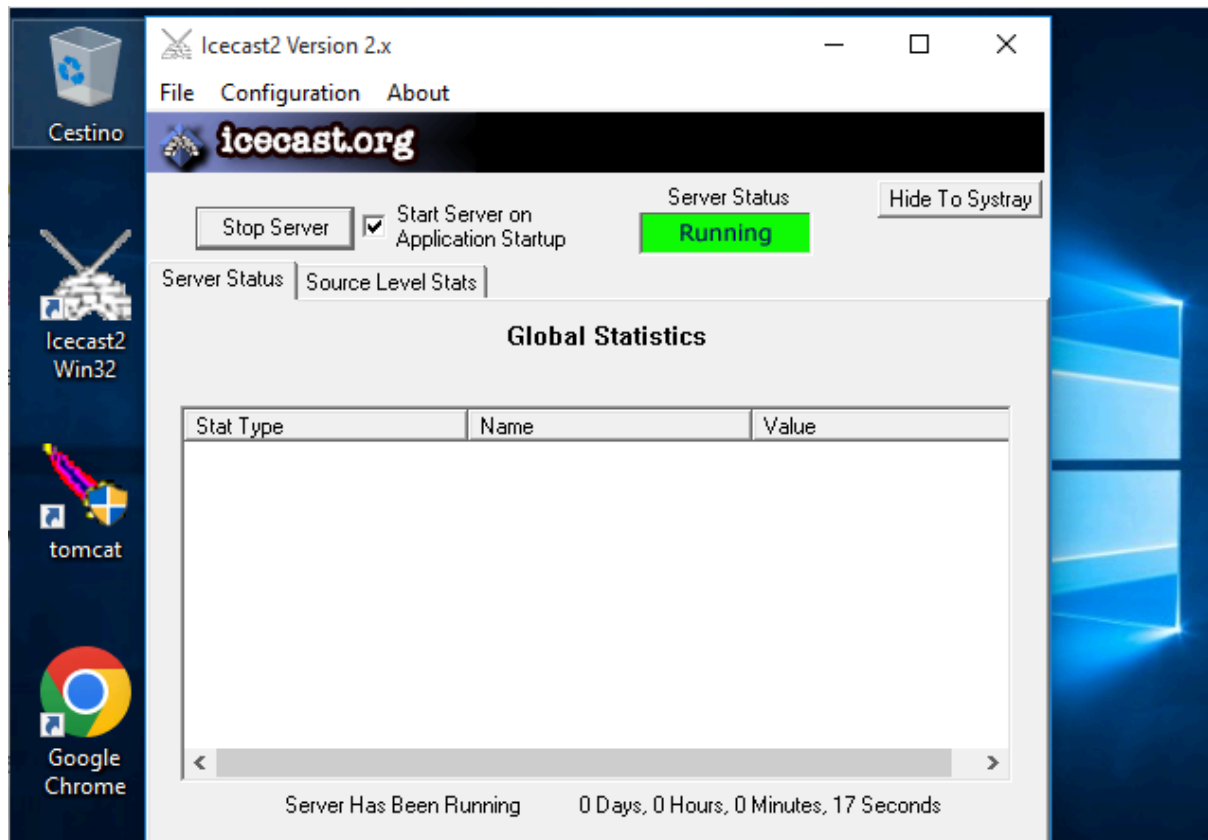 Cestino
Icecast2
Win32
tomcat
Google
Chrome
Icecast2 Version 2.x
File Configuration About
icecast.org
Stop Server
Start Server on
Application Startup
Server Status
Running
Hide To Systray
Server Status Source Level Stats
Global Statistics
Stat Type Name Value
Server Has Been Running 0 Days, 0 Hours, 0 Minutes, 17 Seconds